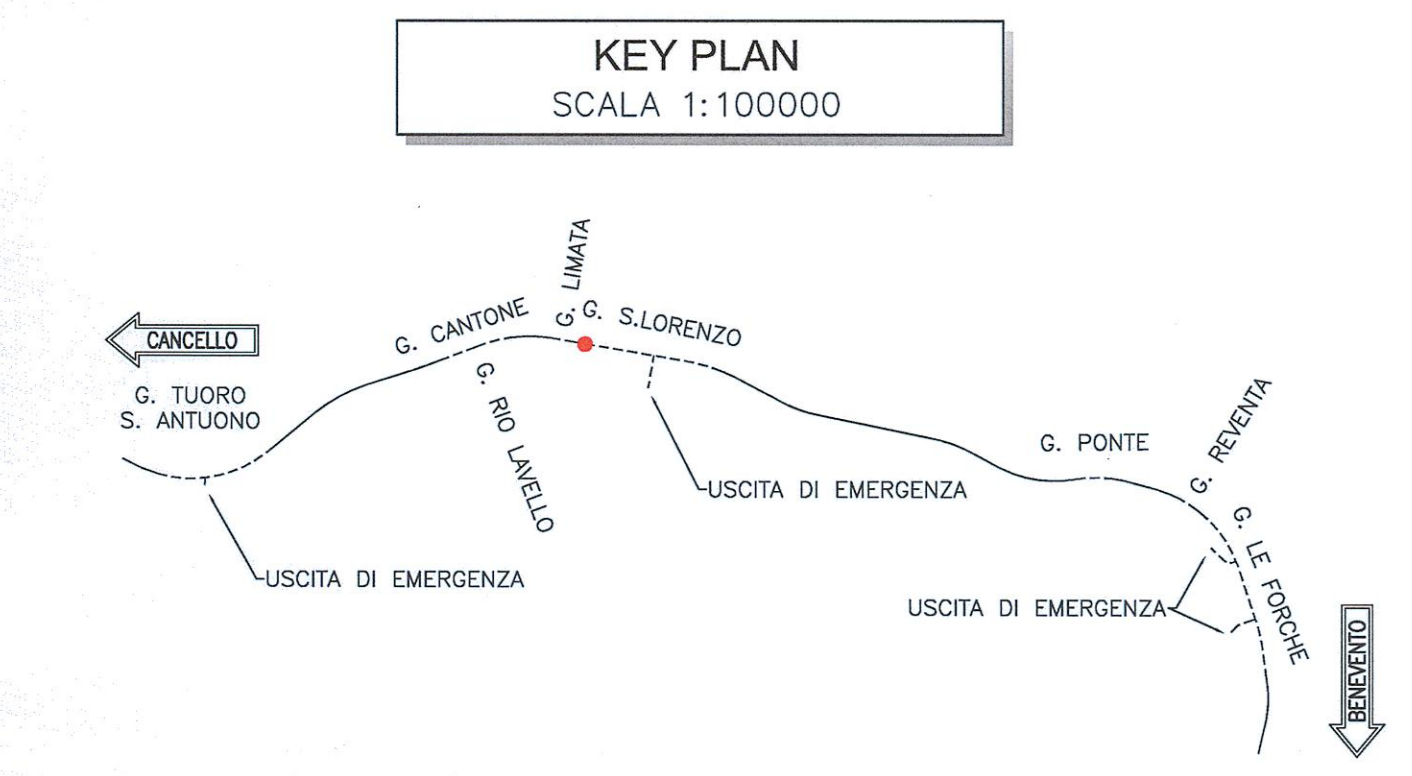 KEY PLAN
SCALA 1:100000
CANCELLO
G. TUORO
S. ANTUONO
G. CANTONE
G. RIO LAVELLO
G. LIMATA
G. S.LORENZO
USCITA DI EMERGENZA
USCITA DI EMERGENZA
G. PONTE
G. REVENTA
G. LE FORCHE
USCITA DI EMERGENZA
BENEVENTO